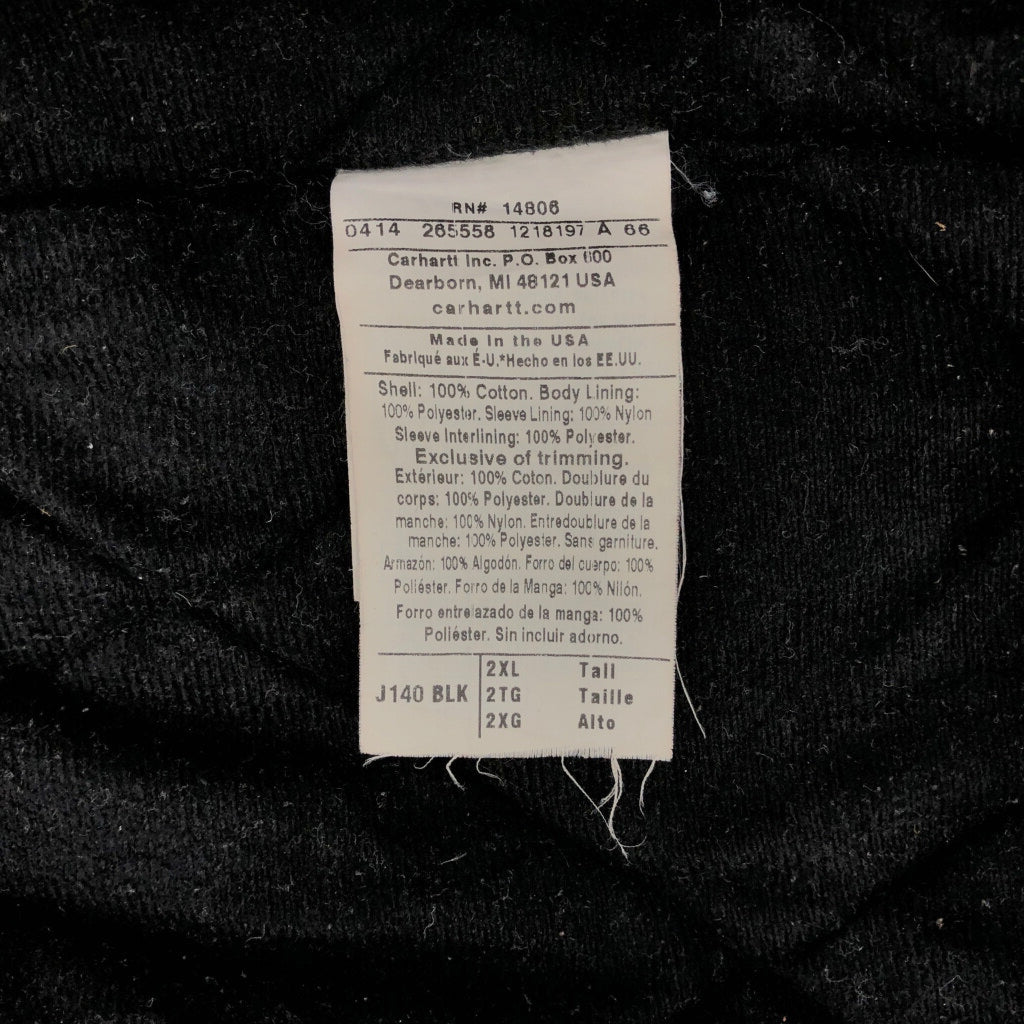 RN# 14806
0414 265558 1218197 A 66
Carhartt Inc. P.O. Box 600
Dearborn, MI 48121 USA
carhartt.com
Made In the USA
Fabriqué aux É-U.*Hecho en los EE.UU.
Shell: 100% Cotton. Body Lining:
100% Polyester. Sleeve Lining: 100% Nylon
Sleeve Interlining: 100% Polyester.
Exclusive of trimming.
Extérieur: 100% Coton. Doublure du
corps: 100% Polyester. Doublure de la
manche: 100% Nylon. Entredoublure de la
manche: 100% Polyester. Sans garniture.
Armazón: 100% Algodón. Forro del cuerpo: 100%
Poliéster. Forro de la Manga: 100% Nilón.
Forro entrelazado de la manga: 100%
Poliéster. Sin incluir adorno.
J140 BLK
2XL Tall
2TG Taille
2XG Alto